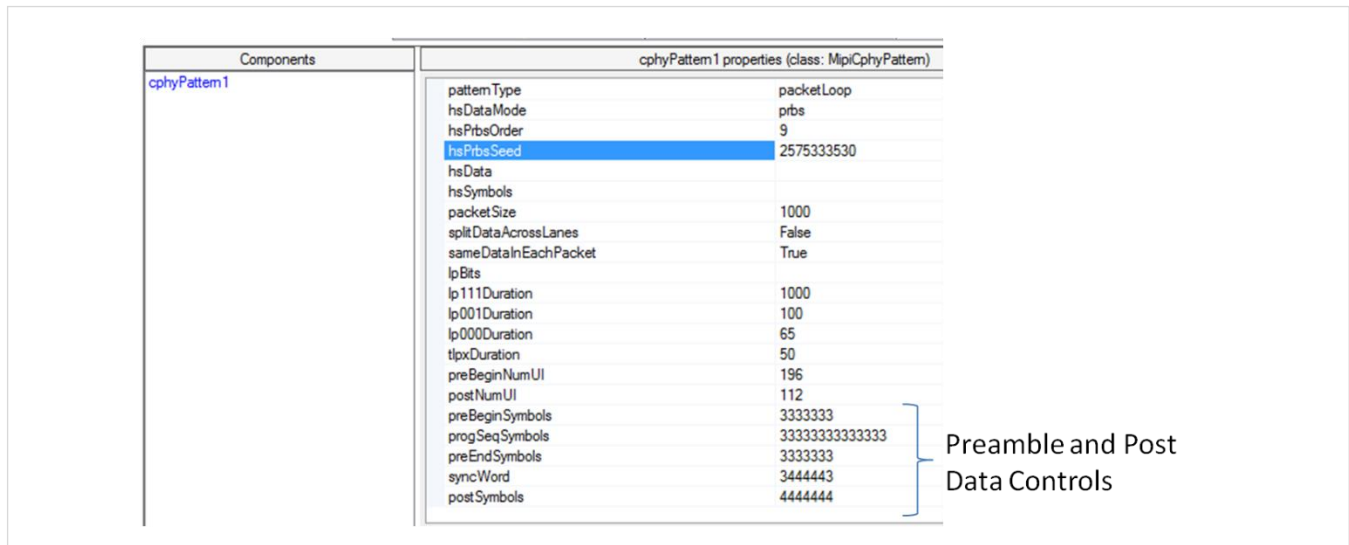 Components
cphyPattern1 properties (class: MipiCphyPattern)
cphyPattern1
patternType packetLoop
hsDataMode prbs
hsPrbsOrder 9
hsPrbsSeed 2575333530
hsData
hsSymbols
packetSize 1000
splitDataAcrossLanes False
sameDataInEachPacket True
lpBits
lp111Duration 1000
lp001Duration 100
lp000Duration 65
tlpxDuration 50
preBeginNumUI 196
postNumUI 112
preBeginSymbols 3333333
progSeqSymbols 33333333333333
preEndSymbols 3333333
syncWord 3444443
postSymbols 4444444
Preamble and Post
Data Controls